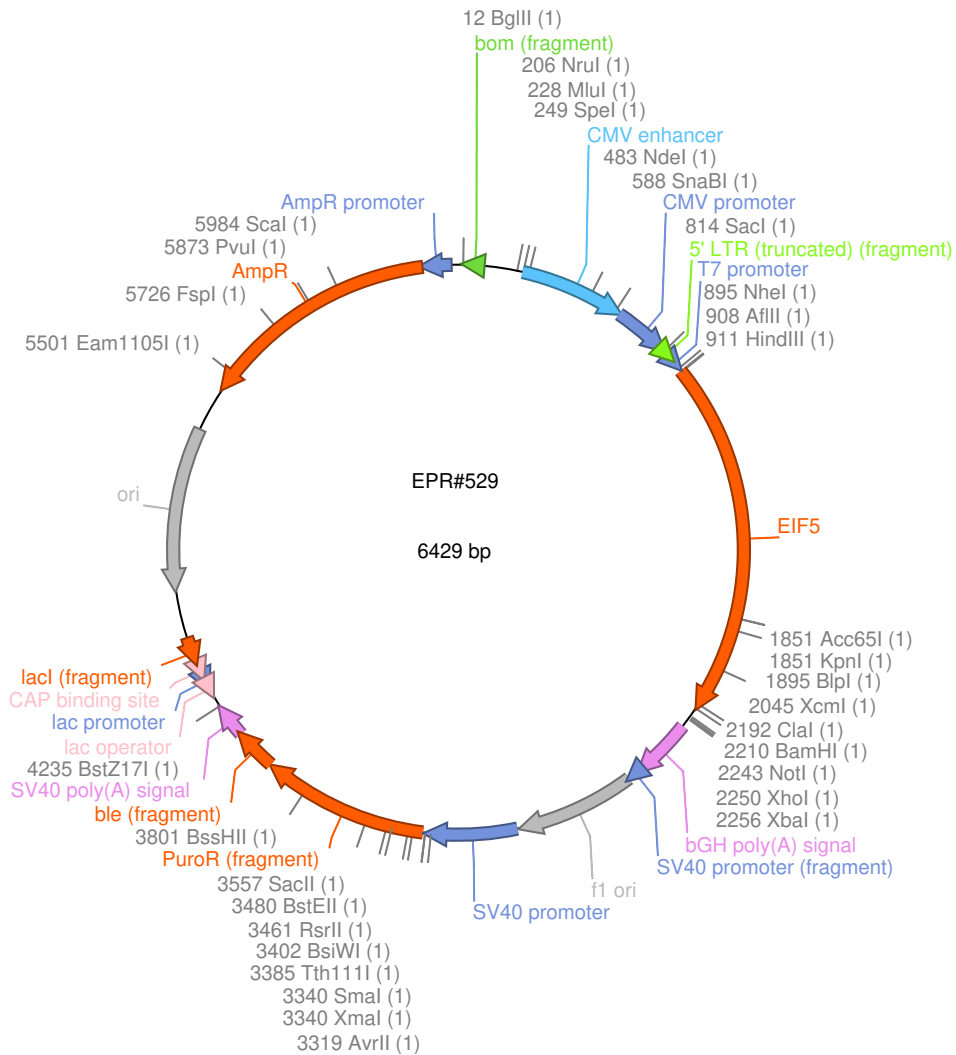 12 BglII (1)
bom (fragment)
206 NruI (1)
228 MluI (1)
249 SpeI (1)
CMV enhancer
483 NdeI (1)
588 SnaBI (1)
CMV promoter
814 SacI (1)
5' LTR (truncated) (fragment)
T7 promoter
895 NheI (1)
908 AflII (1)
911 HindIII (1)
AmpR promoter
5984 ScaI (1)
5873 PvuI (1)
AmpR
5726 FspI (1)
5501 Eam1105I (1)
EPR#529
6429 bp
ori
EIF5
1851 Acc65I (1)
1851 KpnI (1)
1895 BlpI (1)
2045 XcmI (1)
2192 ClaI (1)
2210 BamHI (1)
2243 NotI (1)
2250 XhoI (1)
2256 XbaI (1)
bGH poly(A) signal
SV40 promoter (fragment)
f1 ori
SV40 promoter
lacI (fragment)
CAP binding site
lac promoter
lac operator
4235 BstZ17I (1)
SV40 poly(A) signal
ble (fragment)
3801 BssHII (1)
PuroR (fragment)
3557 SacII (1)
3480 BstEII (1)
3461 RsrII (1)
3402 BsiWI (1)
3385 Tth111I (1)
3340 SmaI (1)
3340 XmaI (1)
3319 AvrII (1)